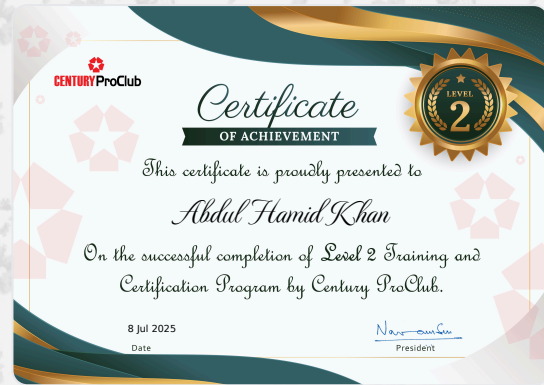 CENTURY ProClub
LEVEL
2
Certificate
OF ACHIEVEMENT
This certificate is proudly presented to
Abdul Hamid Khan
On the successful completion of Level 2 Training and
Certification Program by Century ProClub.
8 Jul 2025
Date
President